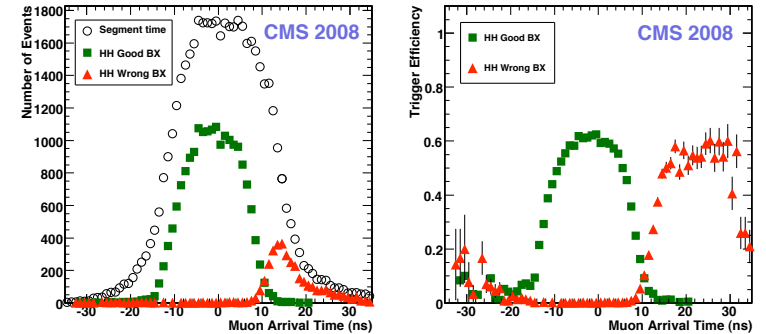 Number of Events
1800
1600
1400
1200
1000
800
600
400
200
0
Segment time
HH Good BX
HH Wrong BX
CMS 2008
-30 -20 -10 0 10 20 30
Muon Arrival Time (ns)
Trigger Efficiency
1
0.8
0.6
0.4
0.2
0
HH Good BX
HH Wrong BX
CMS 2008
-30 -20 -10 0 10 20 30
Muon Arrival Time (ns)